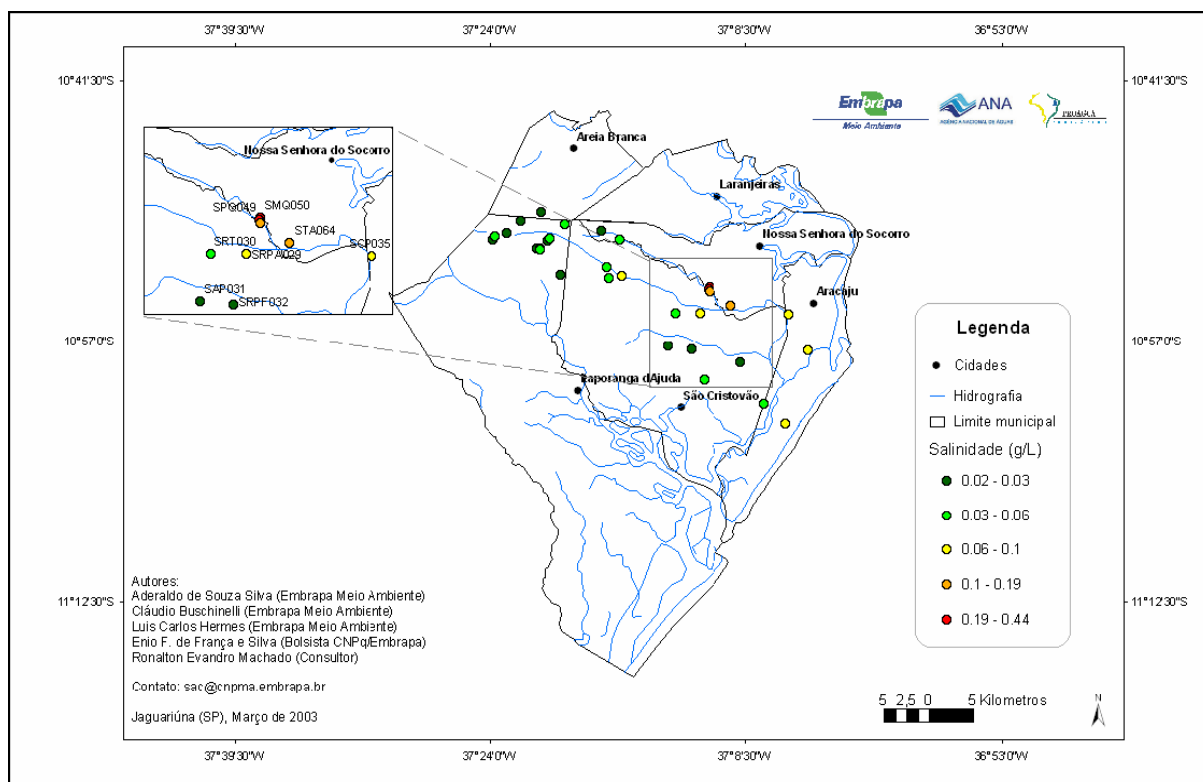 37°39'30"W
37°24'0"W
37°8'30"W
36°53'0"W
10°41'30"S
10°41'30"S
Embrapa
Meio Ambiente
ANA
AGÊNCIA NACIONAL DE ÁGUAS
PROÁGUA
Areia Branca
Nossa Senhora do Socorro
Laranjeiras
SPG049
SMQ050
Nossa Senhora do Socorro
STA064
SRT030
SCP035
SRPA029
SAP031
SRPF032
Aracaju
10°57'0"S
10°57'0"S
Legenda
Cidades
Hidrografia
Limite municipal
Salinidade (g/L)
0.02 - 0.03
0.03 - 0.06
0.06 - 0.1
0.1 - 0.19
0.19 - 0.44
Itaporanga dAjuda
São Cristovão
Autores:
Aderaldo de Souza Silva (Embrapa Meio Ambiente)
Cláudio Buschinelli (Embrapa Meio Ambiente)
Luis Carlos Hermes (Embrapa Meio Ambiente)
Enio F. de França e Silva (Bolsista CNPq/Embrapa)
Ronalton Evandro Machado (Consultor)
11°12'30"S
11°12'30"S
Contato: sac@cnpma.embrapa.br
Jaguariúna (SP), Março de 2003
5 2,5 0 5 Kilometros
N
37°39'30"W
37°24'0"W
37°8'30"W
36°53'0"W